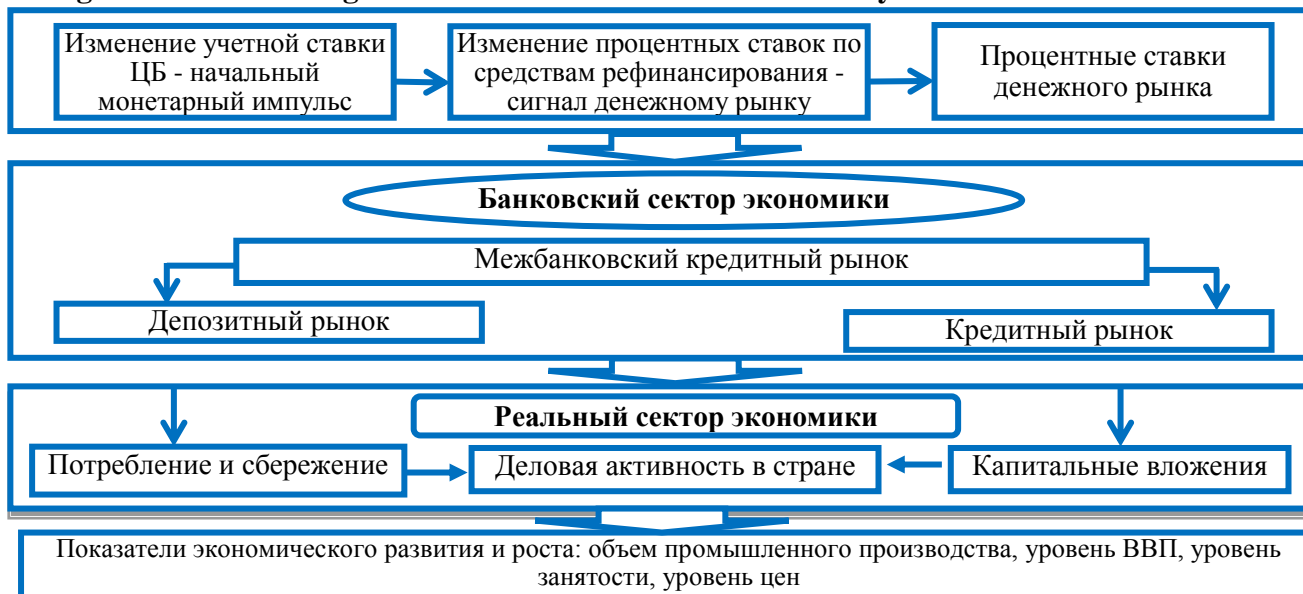 Изменение учетной ставки
ЦБ - начальный
монетарный импульс
Изменение процентных ставок по
средствам рефинансирования -
сигнал денежному рынку
Процентные ставки
денежного рынка
Банковский сектор экономики
Межбанковский кредитный рынок
Депозитный рынок
Кредитный рынок
Реальный сектор экономики
Потребление и сбережение
Деловая активность в стране
Капитальные вложения
Показатели экономического развития и роста: объем промышленного производства, уровень ВВП, уровень
занятости, уровень цен